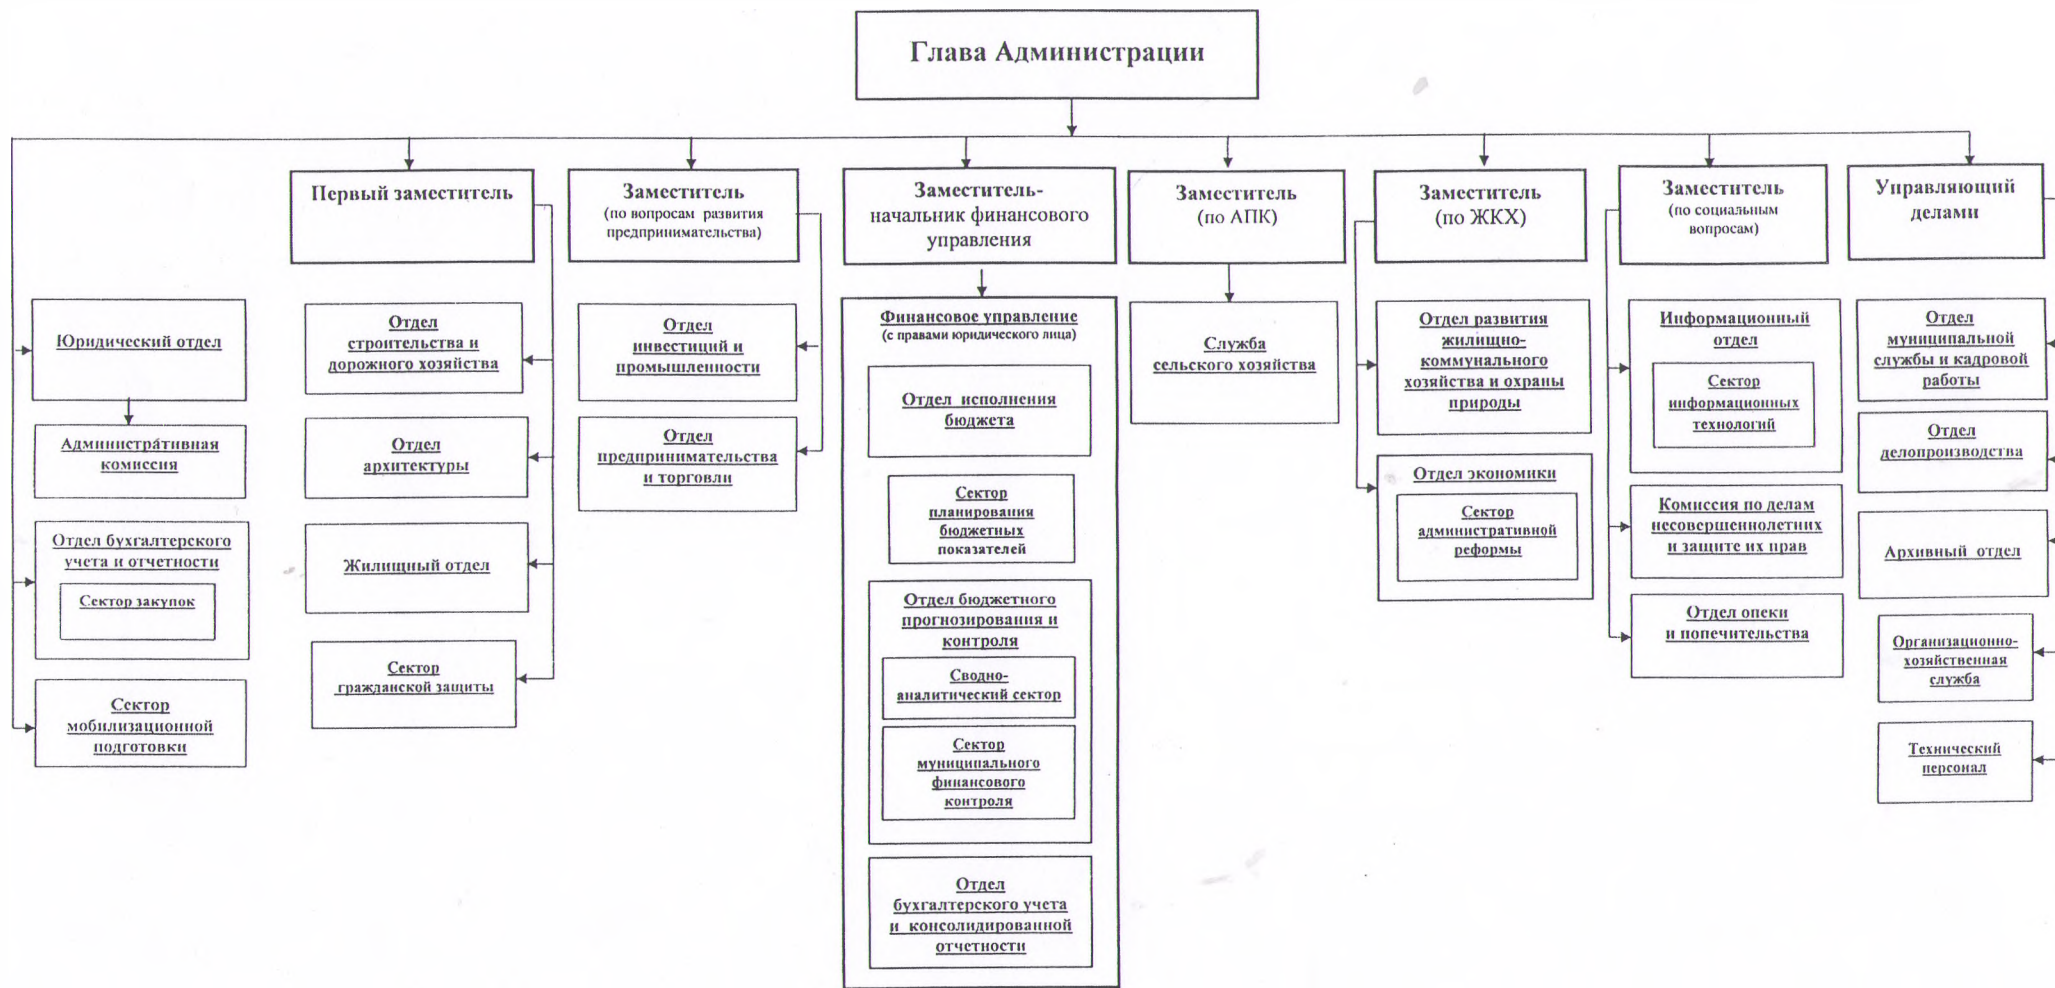 Глава Администрации
Первый заместитель
Заместитель
(по вопросам развития
предпринимательства)
Заместитель-
начальник финансового
управления
Заместитель
(по АПК)
Заместитель
(по ЖКХ)
Заместитель
(по социальным
вопросам)
Управляющий
делами
Юридический отдел
Административная
комиссия
Отдел бухгалтерского
учета и отчетности
Сектор закупок
Сектор
мобилизационной
подготовки
Отдел
строительства и
дорожного хозяйства
Отдел
архитектуры
Жилищный отдел
Сектор
гражданской защиты
Отдел
инвестиций и
промышленности
Отдел
предпринимательства
и торговли
Финансовое управление
(с правами юридического лица)
Отдел исполнения
бюджета
Сектор
планирования
бюджетных
показателей
Отдел бюджетного
прогнозирования и
контроля
Сводно-
аналитический сектор
Сектор
муниципального
финансового
контроля
Отдел
бухгалтерского учета
и консолидированной
отчетности
Служба
сельского хозяйства
Отдел развития
жилищно-
коммунального
хозяйства и охраны
природы
Отдел экономики
Сектор
административной
реформы
Информационный
отдел
Сектор
информационных
технологий
Комиссия по делам
несовершеннолетних
и защите их прав
Отдел опеки
и попечительства
Отдел
муниципальной
службы и кадровой
работы
Отдел
делопроизводства
Архивный отдел
Организационно-
хозяйственная
служба
Технический
персонал